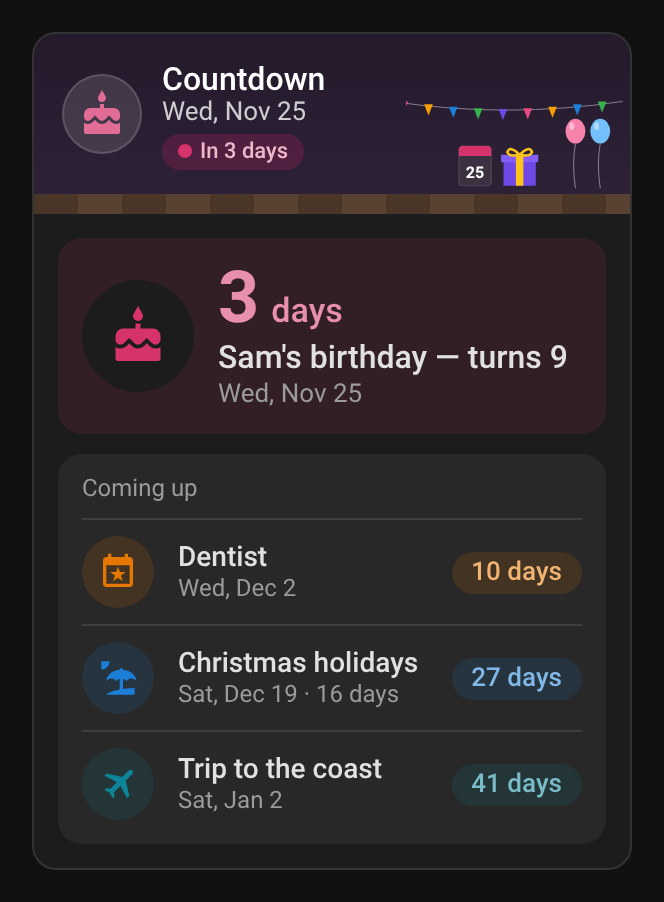 Countdown
Wed, Nov 25
In 3 days
25
3 days
Sam's birthday — turns 9
Wed, Nov 25
Coming up
Dentist
Wed, Dec 2
10 days
Christmas holidays
Sat, Dec 19 · 16 days
27 days
Trip to the coast
Sat, Jan 2
41 days